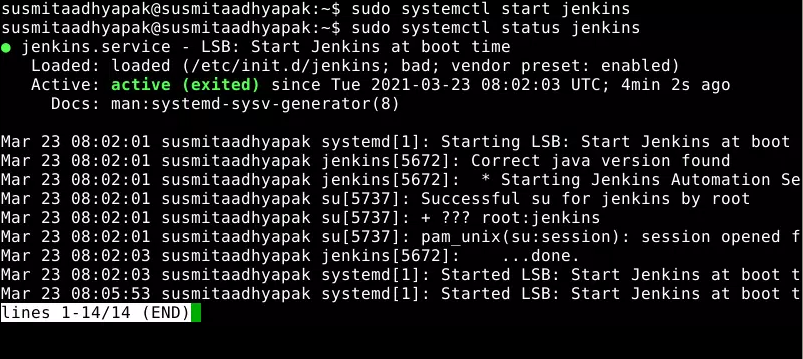 susmitaadhyapak@susmitaadhyapak:~$ sudo systemctl start jenkins
susmitaadhyapak@susmitaadhyapak:~$ sudo systemctl status jenkins
● jenkins.service - LSB: Start Jenkins at boot time
   Loaded: loaded (/etc/init.d/jenkins; bad; vendor preset: enabled)
   Active: active (exited) since Tue 2021-03-23 08:02:03 UTC; 4min 2s ago
     Docs: man:systemd-sysv-generator(8)

Mar 23 08:02:01 susmitaadhyapak systemd[1]: Starting LSB: Start Jenkins at boot
Mar 23 08:02:01 susmitaadhyapak jenkins[5672]: Correct java version found
Mar 23 08:02:01 susmitaadhyapak jenkins[5672]:  * Starting Jenkins Automation Se
Mar 23 08:02:01 susmitaadhyapak su[5737]: Successful su for jenkins by root
Mar 23 08:02:01 susmitaadhyapak su[5737]: + ??? root:jenkins
Mar 23 08:02:01 susmitaadhyapak su[5737]: pam_unix(su:session): session opened f
Mar 23 08:02:03 susmitaadhyapak jenkins[5672]:    ...done.
Mar 23 08:02:03 susmitaadhyapak systemd[1]: Started LSB: Start Jenkins at boot t
Mar 23 08:05:53 susmitaadhyapak systemd[1]: Started LSB: Start Jenkins at boot t
lines 1-14/14 (END)